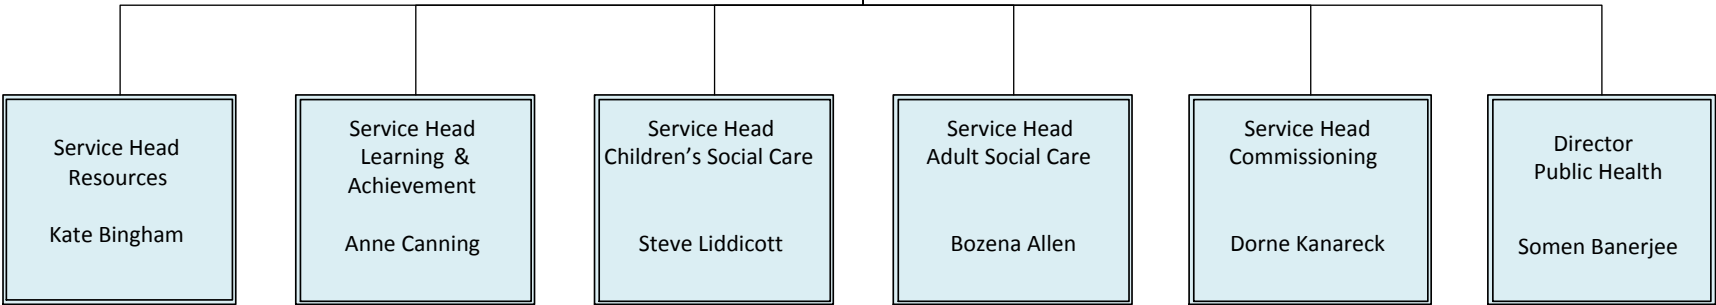 Service Head
Resources
Kate Bingham
Service Head
Learning &
Achievement
Anne Canning
Service Head
Children’s Social Care
Steve Liddicott
Service Head
Adult Social Care
Bozena Allen
Service Head
Commissioning
Dorne Kanareck
Director
Public Health
Somen Banerjee